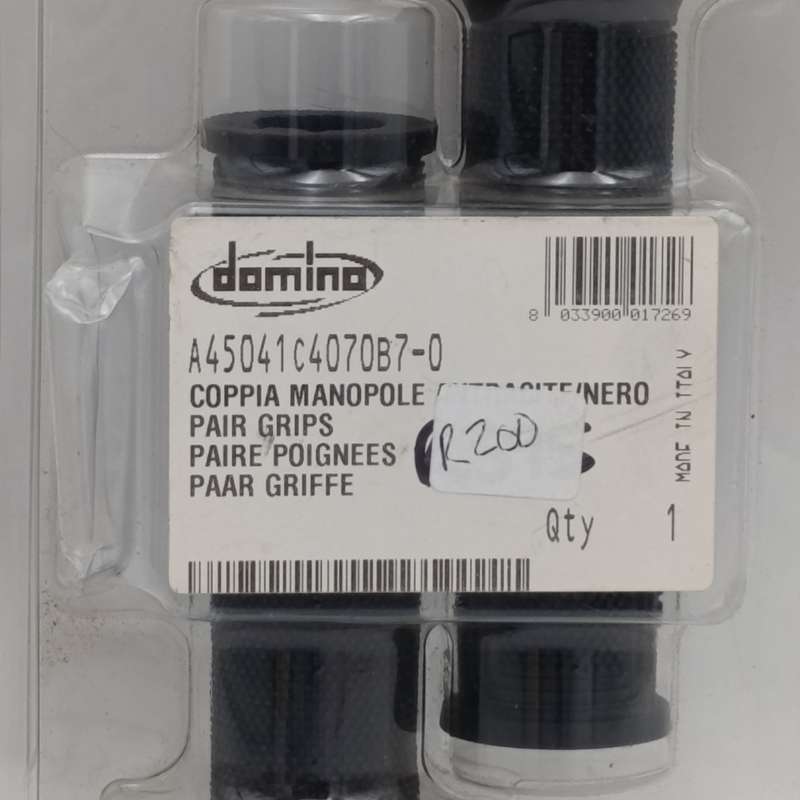 domino
8 033900 017269
A45041C4070B7-0
COPPIA MANOPOLE /NERO
PAIR GRIPS
PAIRE POIGNEES
PAAR GRIFFE
R200
Qty 1
MADE IN ITALY